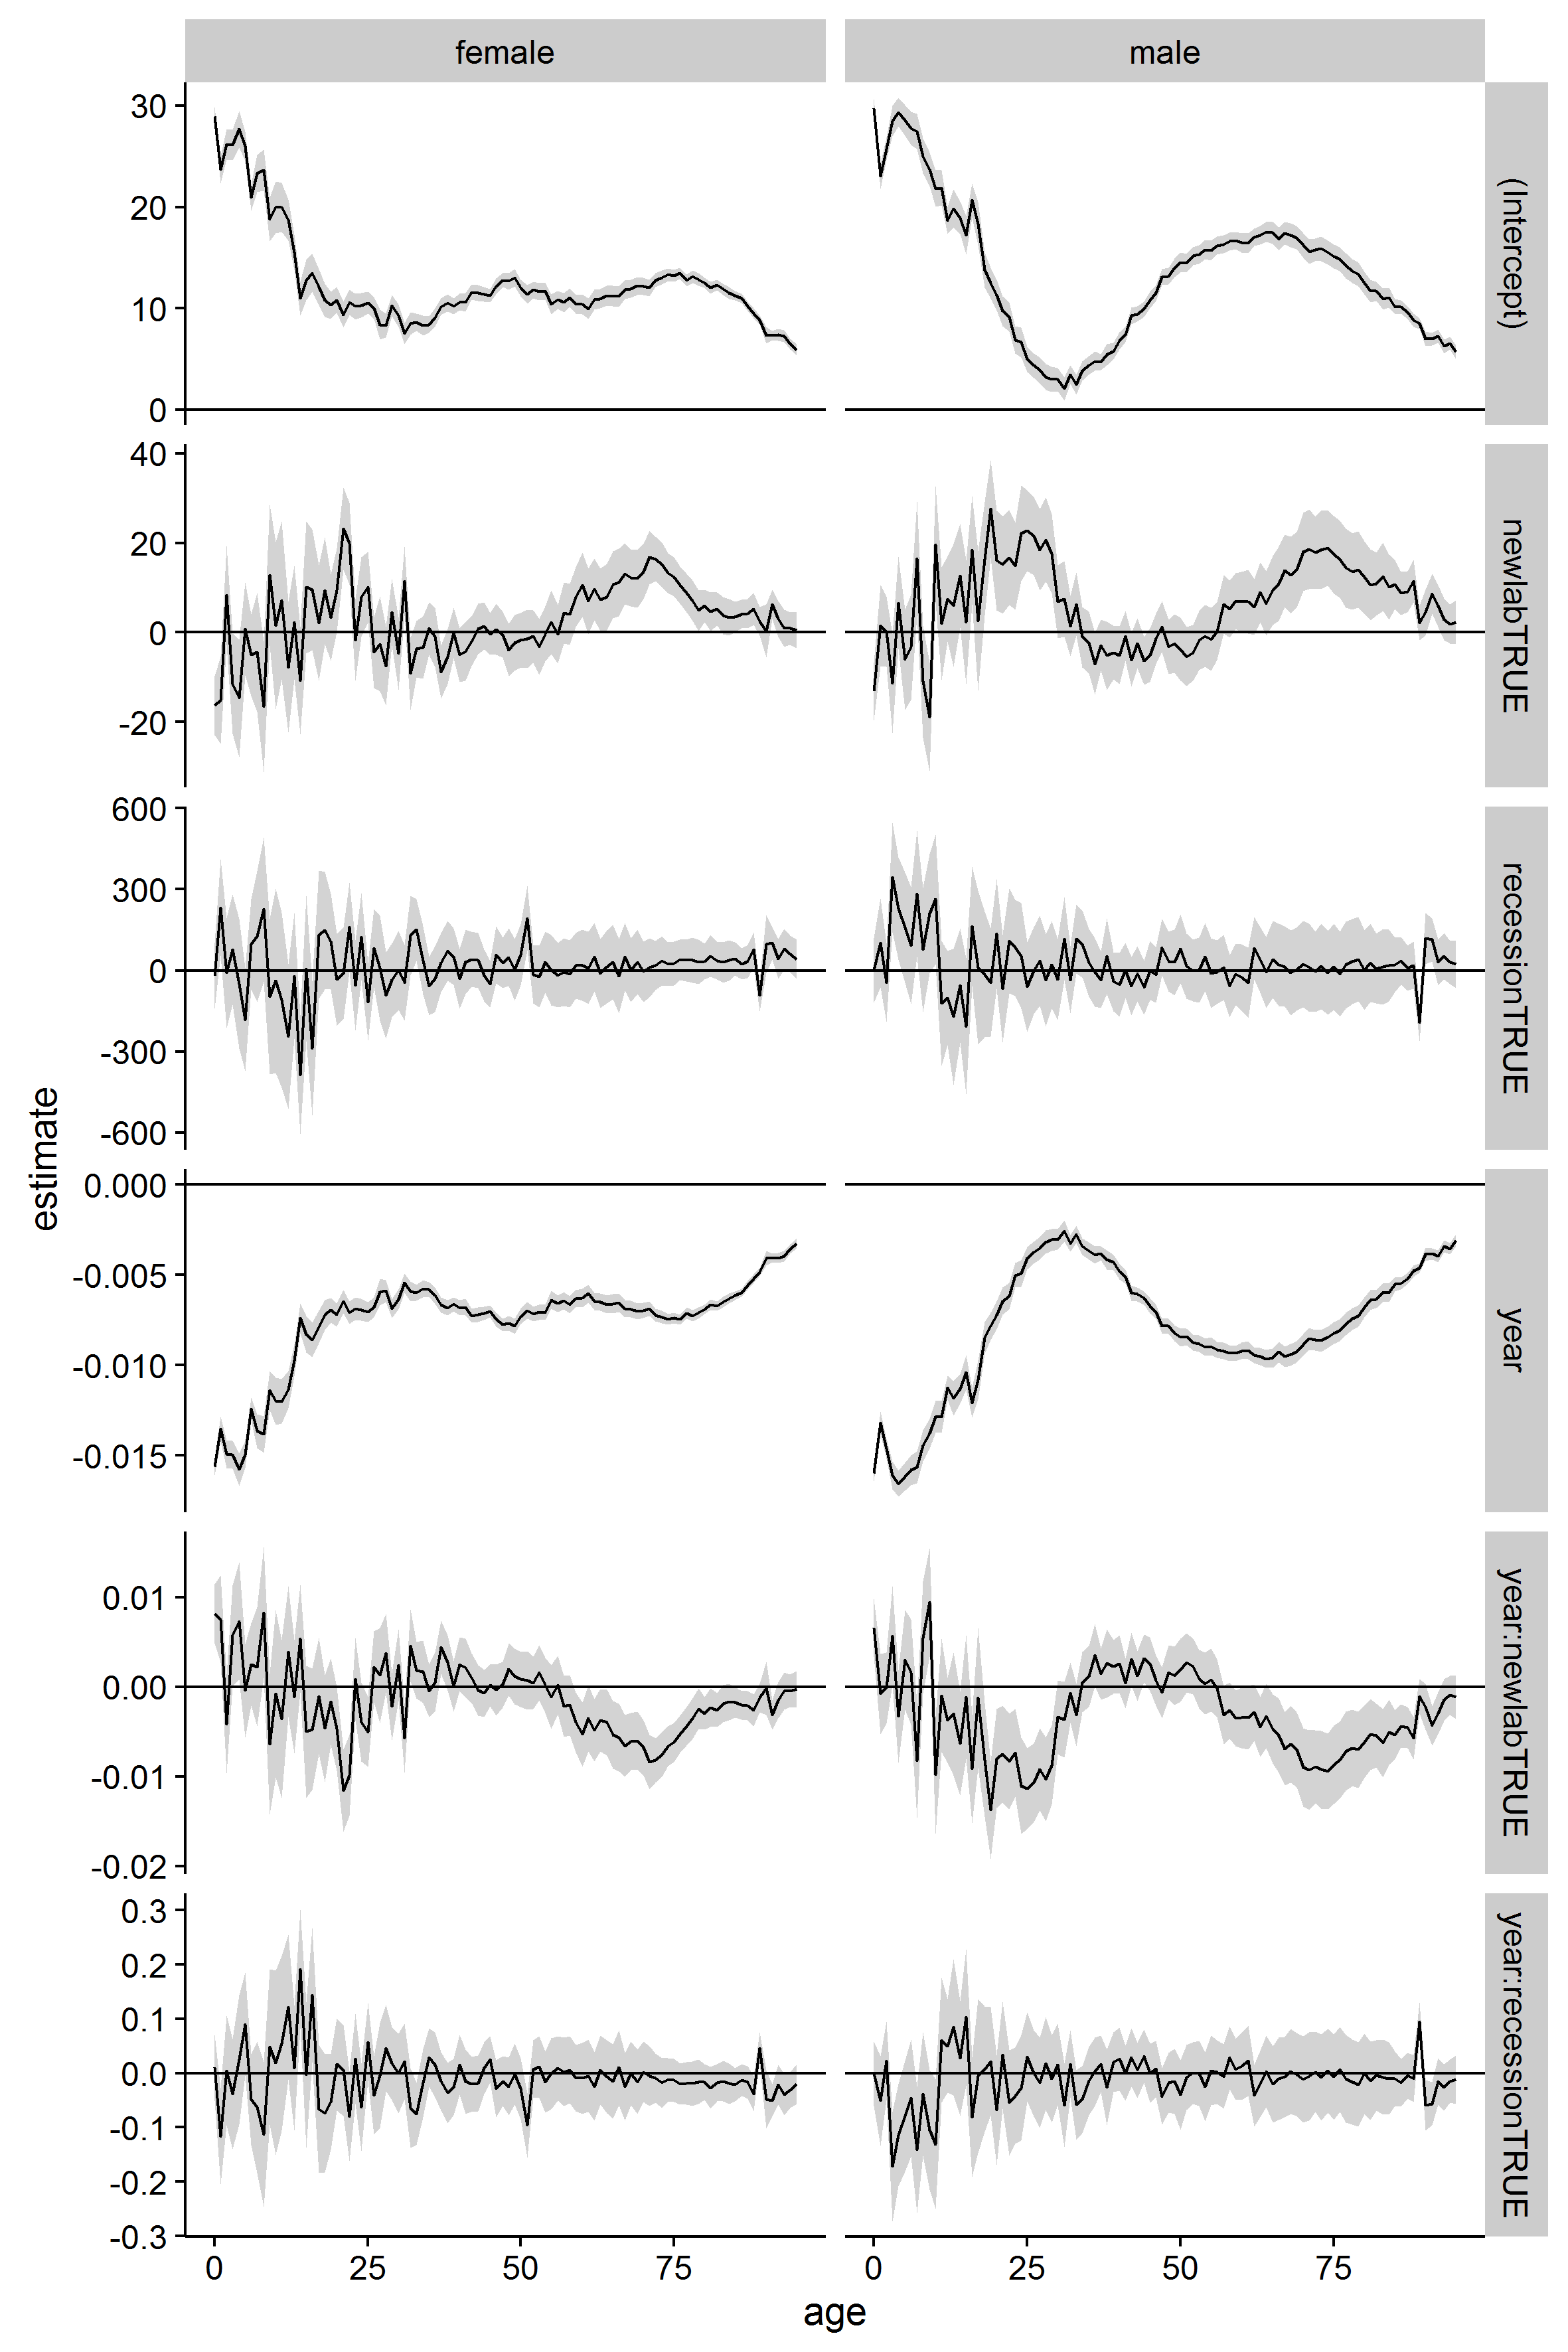 female
male
30
20
10
0
(Intercept)
40
20
0
-20
newlabTRUE
600
300
0
-300
-600
recessionTRUE
estimate
0.000
-0.005
-0.010
-0.015
year
0.01
0.00
-0.01
-0.02
year:newlabTRUE
0.3
0.2
0.1
0.0
-0.1
-0.2
-0.3
year:recessionTRUE
0 25 50 75
0 25 50 75
age